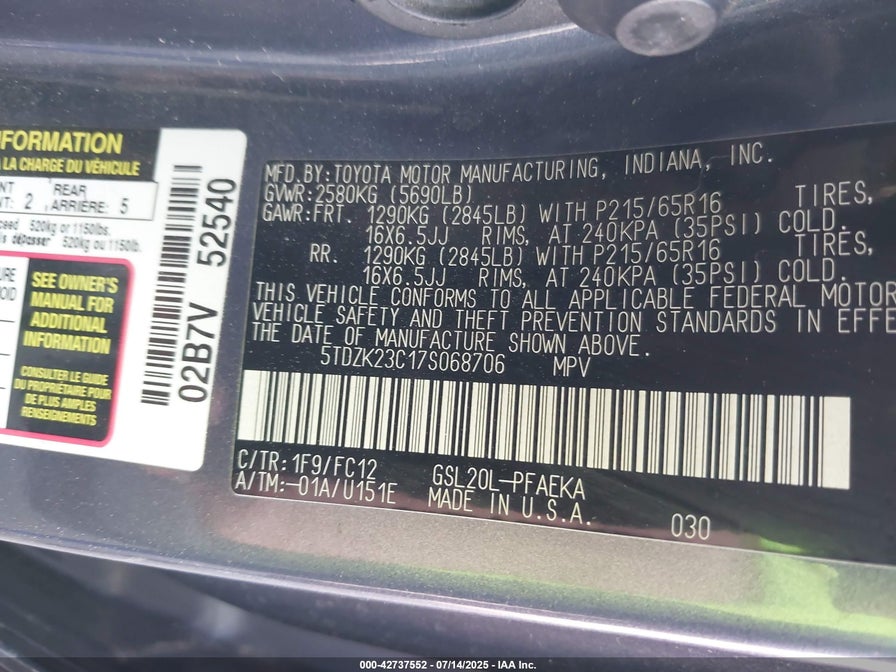 FORMATION
LA CHARGE DU VÉHICULE
NT 2 REAR ARRIÈRE: 5
520kg or 1150lbs.
dépasser 520kg ou 1150lb.
SEE OWNER'S
MANUAL FOR
ADDITIONAL
INFORMATION
CONSULTER LE GUIDE
DU PROPRIÉTAIRE POUR
DE PLUS AMPLES
RENSEIGNEMENTS
02B7V 52540
MFD.BY:TOYOTA MOTOR MANUFACTURING, INDIANA, INC.
GVWR:2580KG (5690LB)
GAWR:FRT. 1290KG (2845LB) WITH P215/65R16 TIRES,
16X6.5JJ RIMS, AT 240KPA (35PSI) COLD.
RR. 1290KG (2845LB) WITH P215/65R16 TIRES,
16X6.5JJ RIMS, AT 240KPA (35PSI) COLD.
THIS VEHICLE CONFORMS TO ALL APPLICABLE FEDERAL MOTOR
VEHICLE SAFETY AND THEFT PREVENTION STANDARDS IN EFFE
THE DATE OF MANUFACTURE SHOWN ABOVE.
5TDZK23C17S068706 MPV
C/TR:1F9/FC12 GSL20L-PFAEKA
A/TM:-01A/U151E MADE IN U.S.A. 030
000-42737552 - 07/14/2025 - IAA Inc.